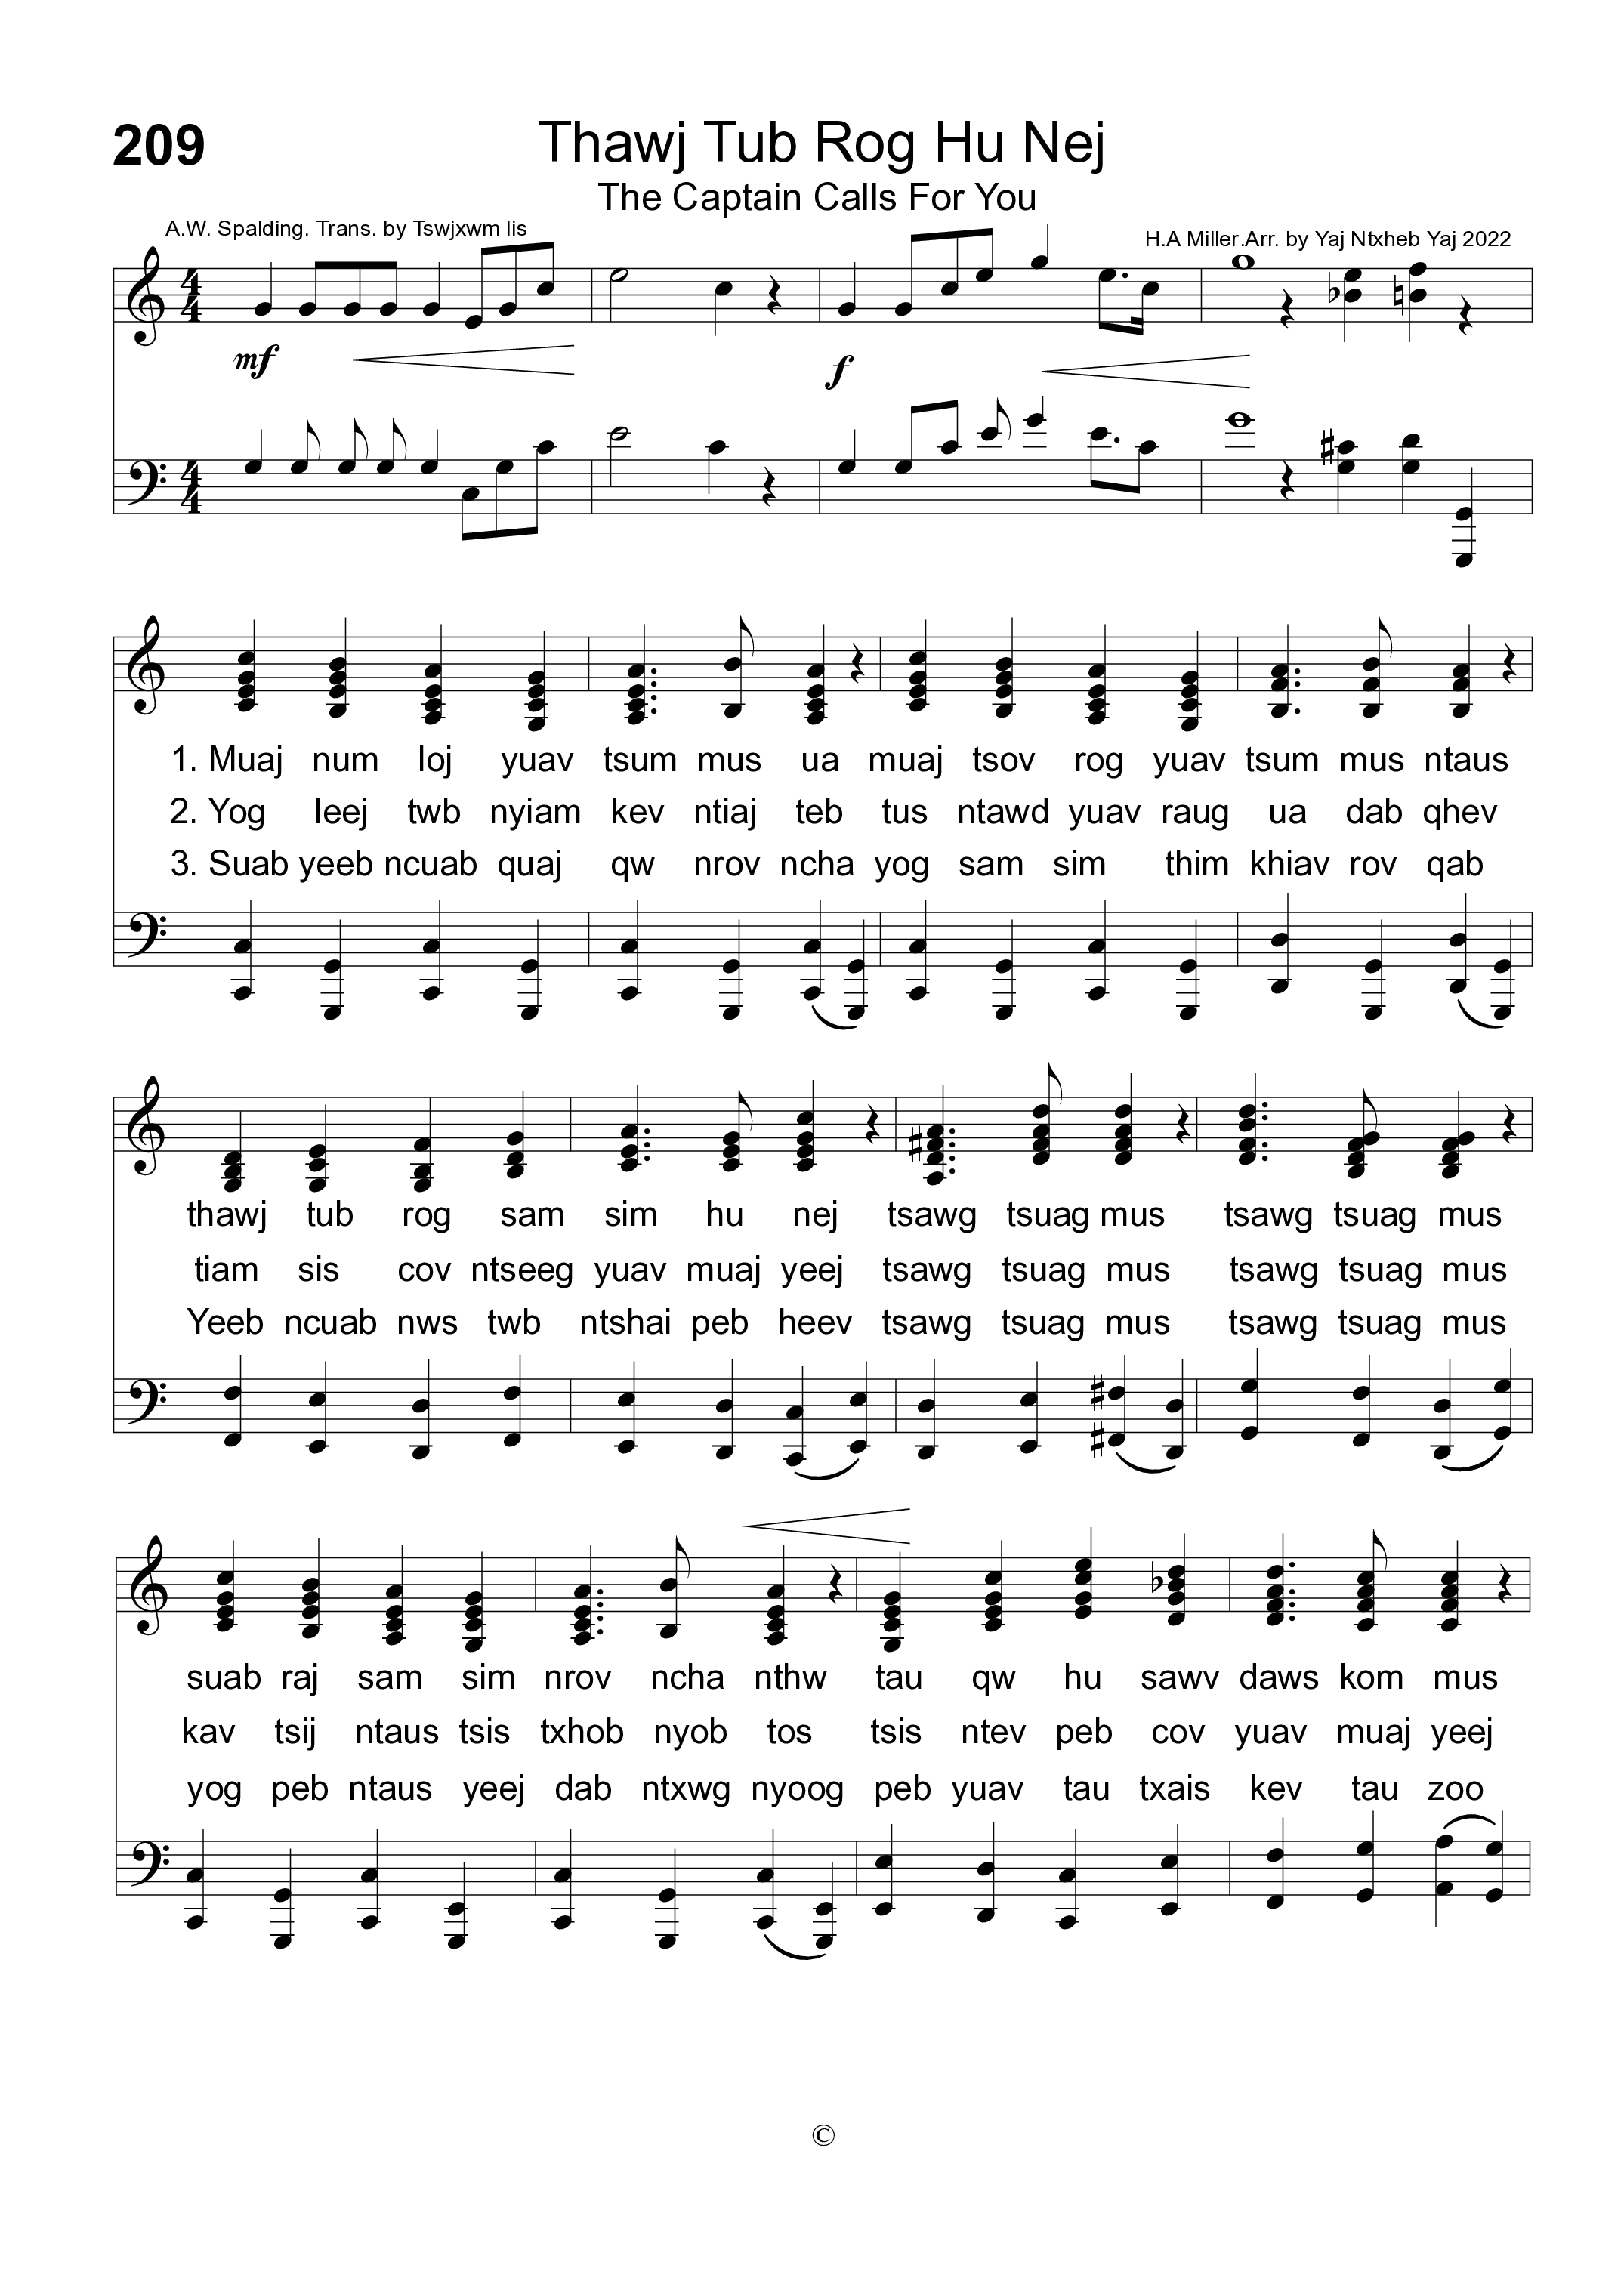 209
Thawj Tub Rog Hu Nej
The Captain Calls For You
A.W. Spalding. Trans. by Tswjxwm lis
H.A Miller.Arr. by Yaj Ntxheb Yaj 2022
mf
f
1. Muaj num loj yuav tsum mus ua muaj tsov rog yuav tsum mus ntaus
2. Yog leej twb nyiam kev ntiaj teb tus ntawd yuav raug ua dab qhev
3. Suab yeeb ncuab quaj qw nrov ncha yog sam sim thim khiav rov qab
thawj tub rog sam sim hu nej tsawg tsuag mus tsawg tsuag mus
tiam sis cov ntseeg yuav muaj yeej tsawg tsuag mus tsawg tsuag mus
Yeeb ncuab nws twb ntshai peb heev tsawg tsuag mus tsawg tsuag mus
suab raj sam sim nrov ncha nthw tau qw hu sawv daws kom mus
kav tsij ntaus tsis txhob nyob tos tsis ntev peb cov yuav muaj yeej
yog peb ntaus yeej dab ntxwg nyoog peb yuav tau txais kev tau zoo
©